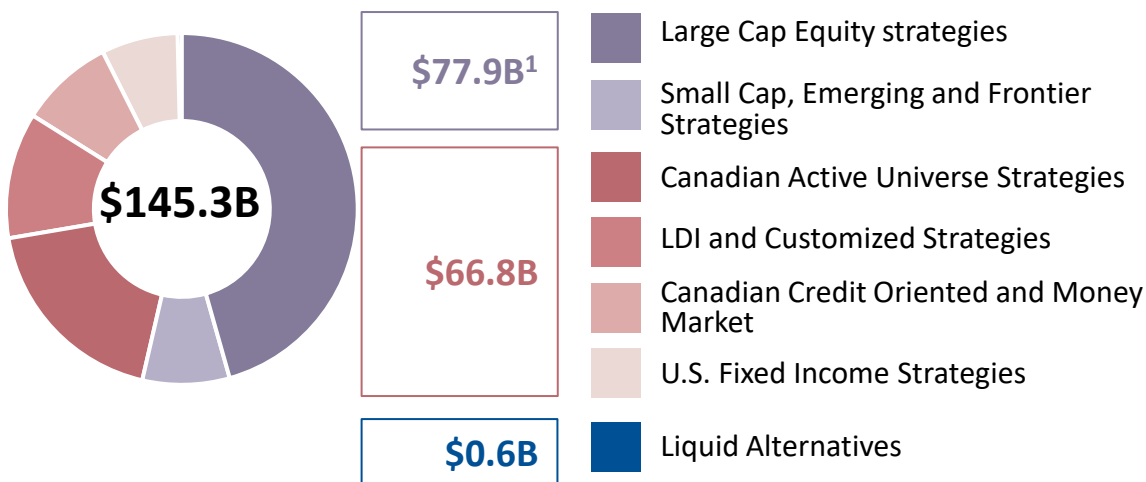 $145.3B
$77.9B¹
$66.8B
$0.6B
Large Cap Equity strategies
Small Cap, Emerging and Frontier
Strategies
Canadian Active Universe Strategies
LDI and Customized Strategies
Canadian Credit Oriented and Money
Market
U.S. Fixed Income Strategies
Liquid Alternatives